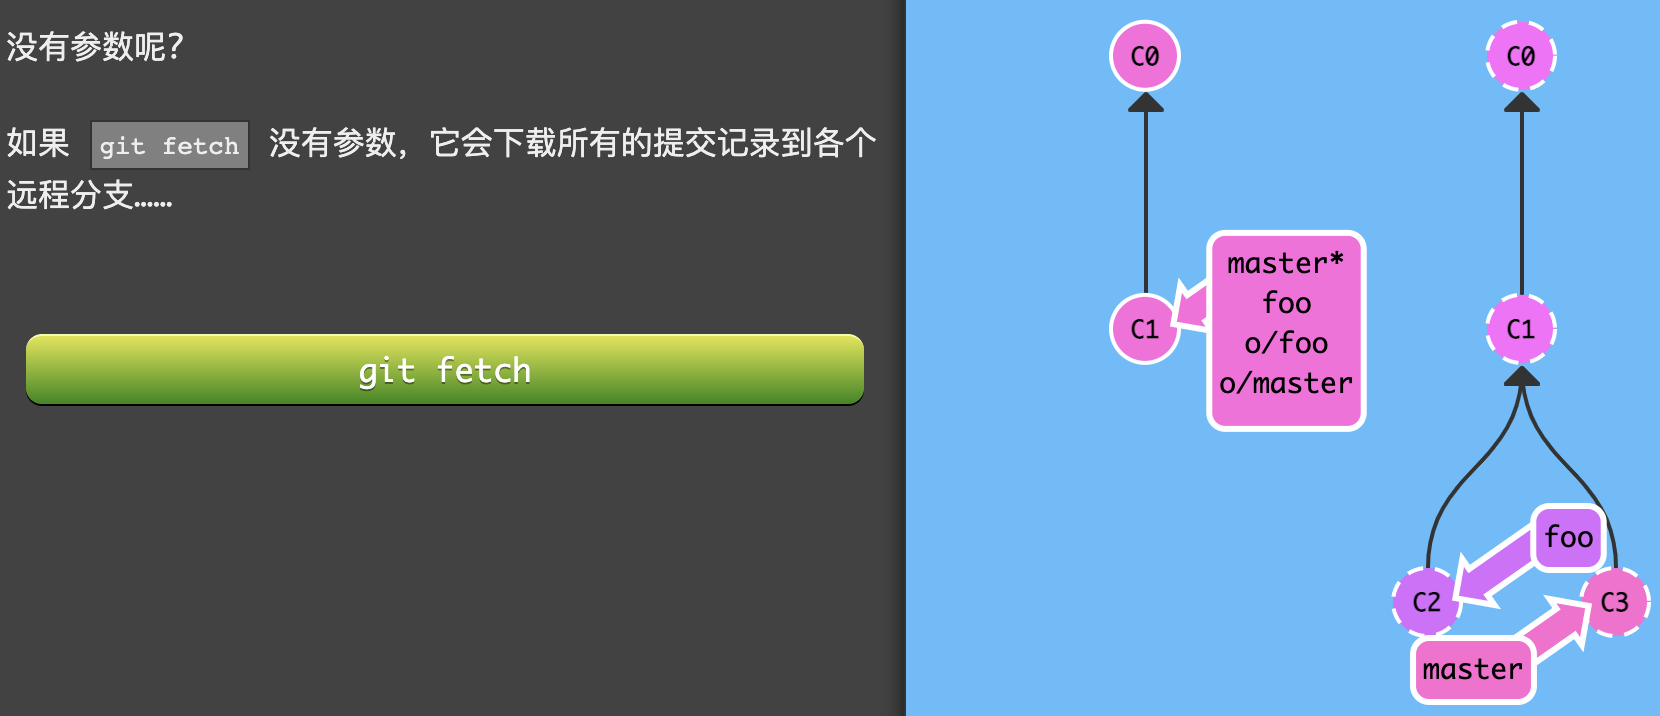 没有参数呢？
如果 git fetch 没有参数，它会下载所有的提交记录到各个
远程分支……
git fetch
C0
C1
master*
foo
o/foo
o/master
C0
C1
foo
C2
C3
master